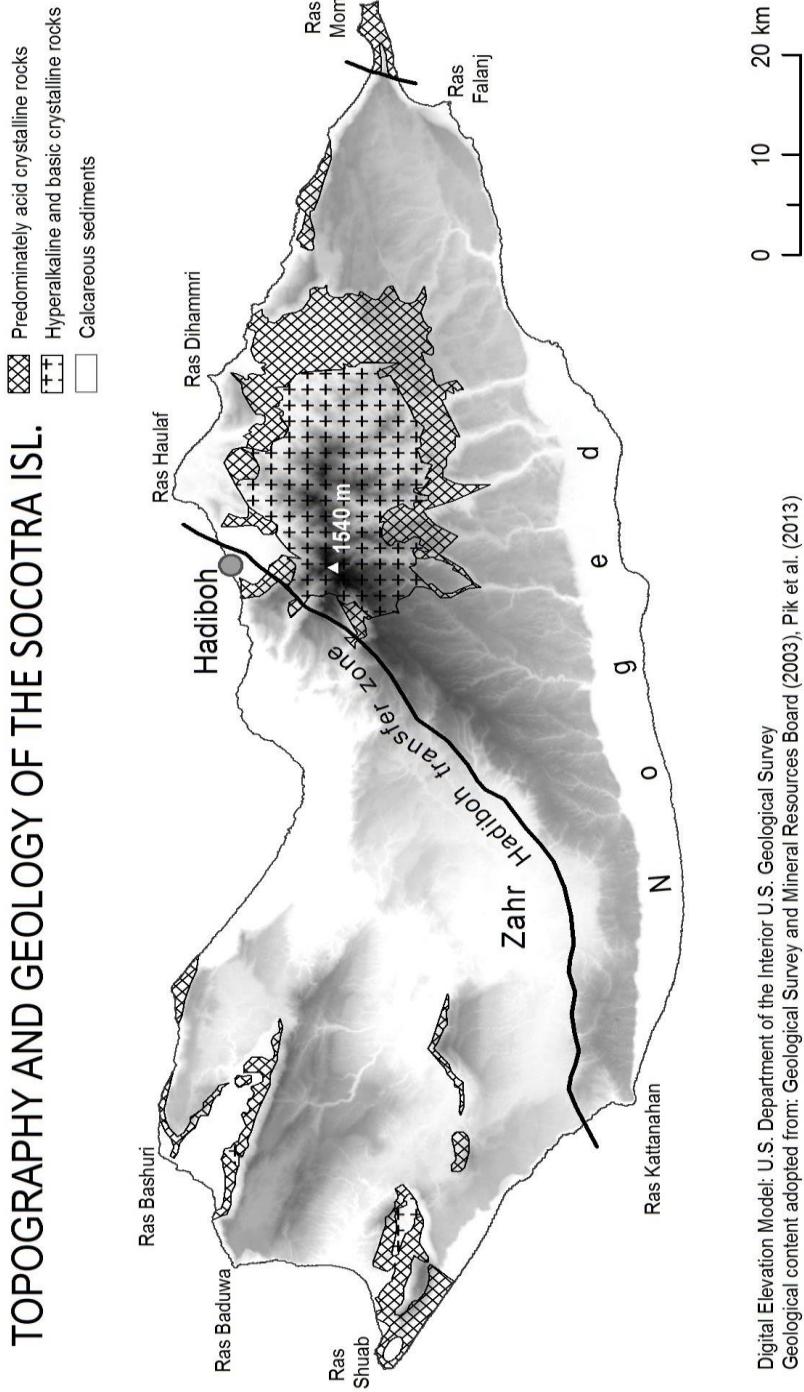 TOPOGRAPHY AND GEOLOGY OF THE SOCOTRA ISL.
Predominately acid crystalline rocks
Hyperalkaline and basic crystalline rocks
Calcareous sediments
Ras Bashuri
Ras Baduwa
Ras
Shuab
Hadiboh
Ras Haulaf
Ras Dihammri
Ras
Mom
1540 m
Hadiboh transfer zone
Zahr
Ras
Falanj
Ras Kattanahan
Noged
0 10 20 km
Digital Elevation Model: U.S. Department of the Interior U.S. Geological Survey
Geological content adopted from: Geological Survey and Mineral Resources Board (2003), Pik et al. (2013)